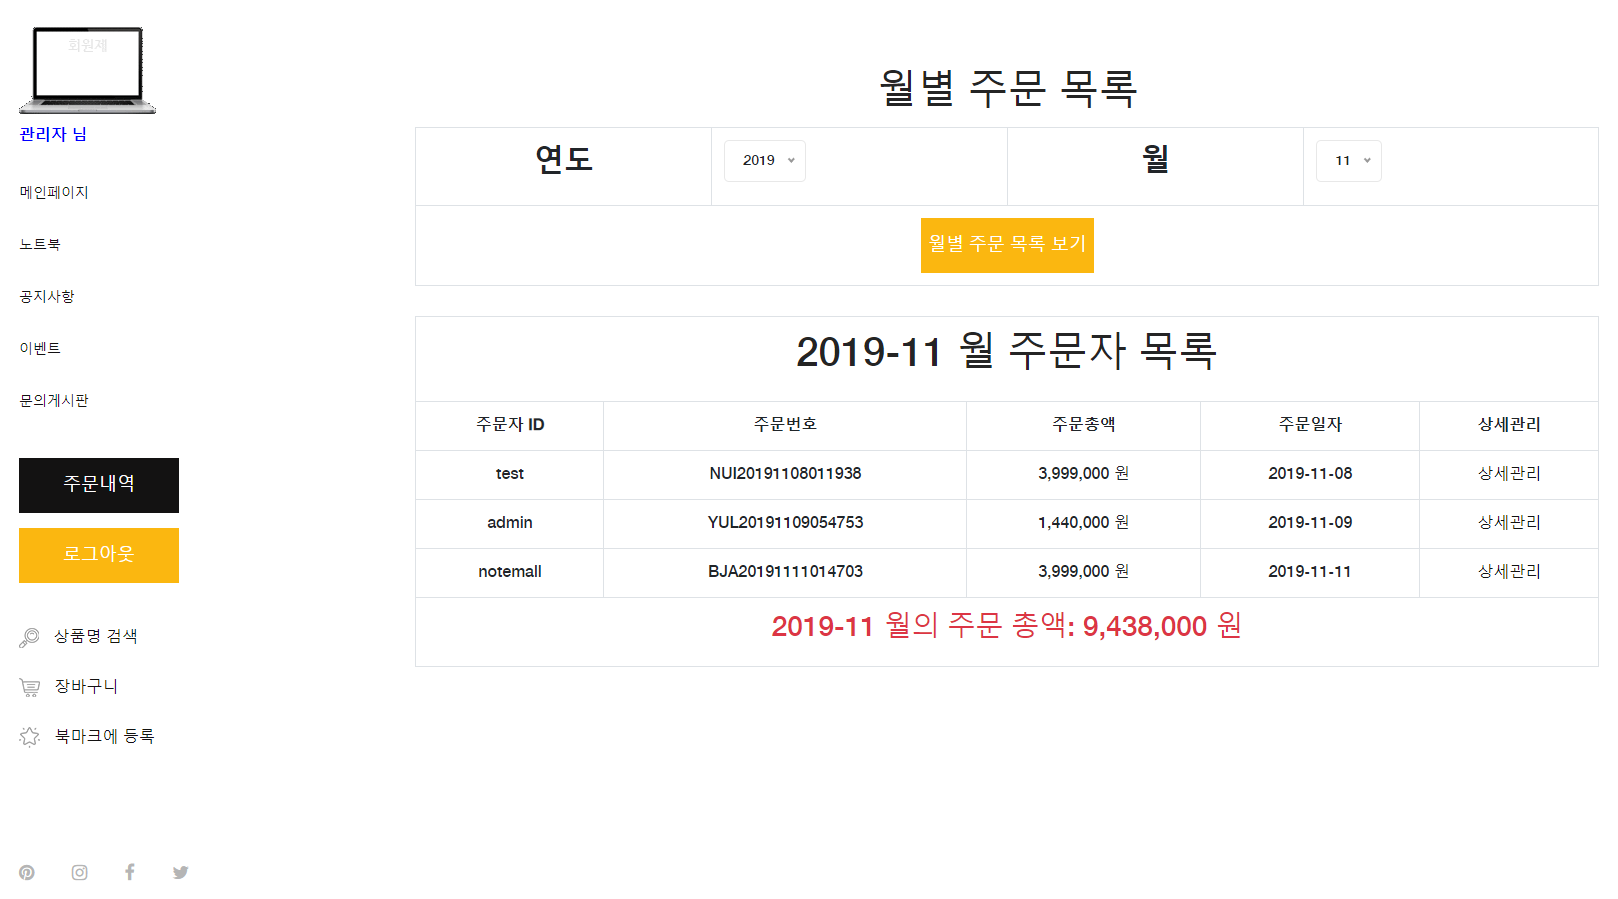 회원제
관리자 님
메인페이지
노트북
공지사항
이벤트
문의게시판
주문내역
로그아웃
상품명 검색
장바구니
북마크에 등록
월별 주문 목록
연도 2019 월 11
월별 주문 목록 보기
2019-11 월 주문자 목록
주문자 ID 주문번호 주문총액 주문일자 상세관리
test NUI20191108011938 3,999,000 원 2019-11-08 상세관리
admin YUL20191109054753 1,440,000 원 2019-11-09 상세관리
notemall BJA20191111014703 3,999,000 원 2019-11-11 상세관리
2019-11 월의 주문 총액: 9,438,000 원